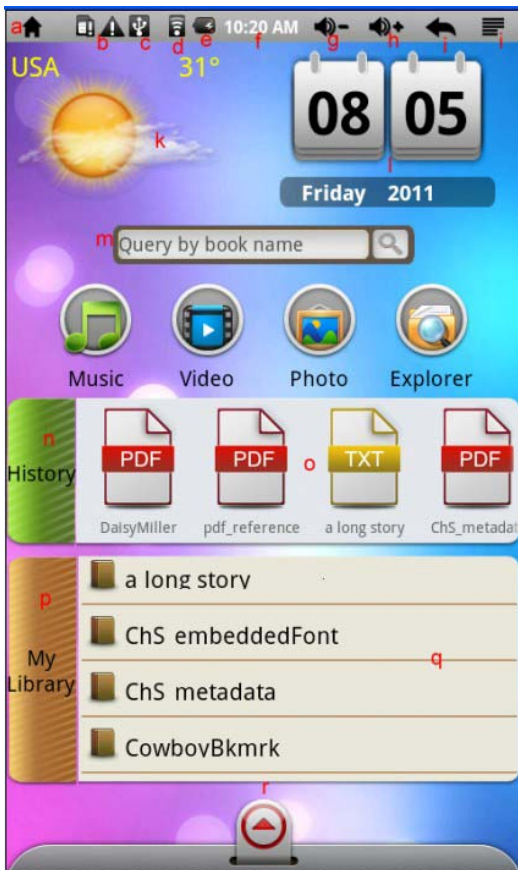 a b c d e 10:20 AM f g h i i
USA 31°
k
08 05
l
Friday 2011
m Query by book name
Music Video Photo Explorer
n
History
PDF PDF o TXT PDF
DaisyMiller pdf_reference a long story ChS_metadat
p
My
Library
a long story
ChS embeddedFont
q
ChS metadata
CowboyBkmrk
r